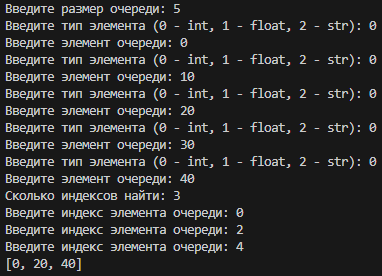 Введите размер очереди: 5
Введите тип элемента (0 - int, 1 - float, 2 - str): 0
Введите элемент очереди: 0
Введите тип элемента (0 - int, 1 - float, 2 - str): 0
Введите элемент очереди: 10
Введите тип элемента (0 - int, 1 - float, 2 - str): 0
Введите элемент очереди: 20
Введите тип элемента (0 - int, 1 - float, 2 - str): 0
Введите элемент очереди: 30
Введите тип элемента (0 - int, 1 - float, 2 - str): 0
Введите элемент очереди: 40
Сколько индексов найти: 3
Введите индекс элемента очереди: 0
Введите индекс элемента очереди: 2
Введите индекс элемента очереди: 4
[0, 20, 40]